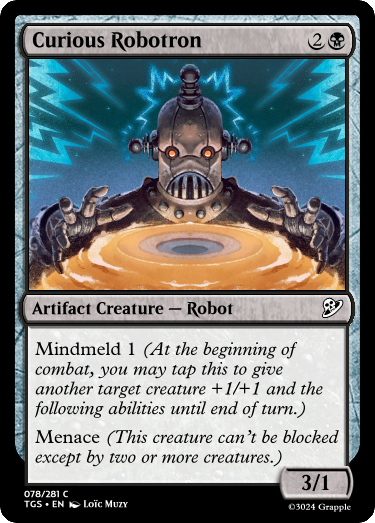 Curious Robotron 2
Artifact Creature — Robot
Mindmeld 1 (At the beginning of
combat, you may tap this to give
another target creature +1/+1 and the
following abilities until end of turn.)
Menace (This creature can't be blocked
except by two or more creatures.)
3/1
078/281 C
TGS • EN Loïc Muzy
©3024 Grapple